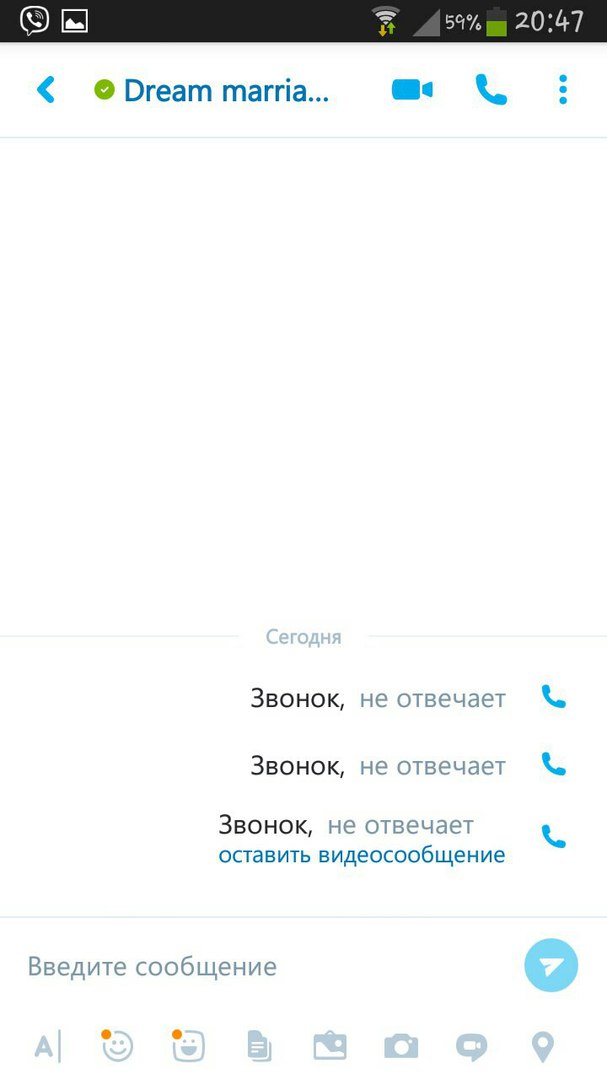 59% 20:47
Dream marria...
Сегодня
Звонок, не отвечает
Звонок, не отвечает
Звонок, не отвечает
оставить видеосообщение
Введите сообщение
A